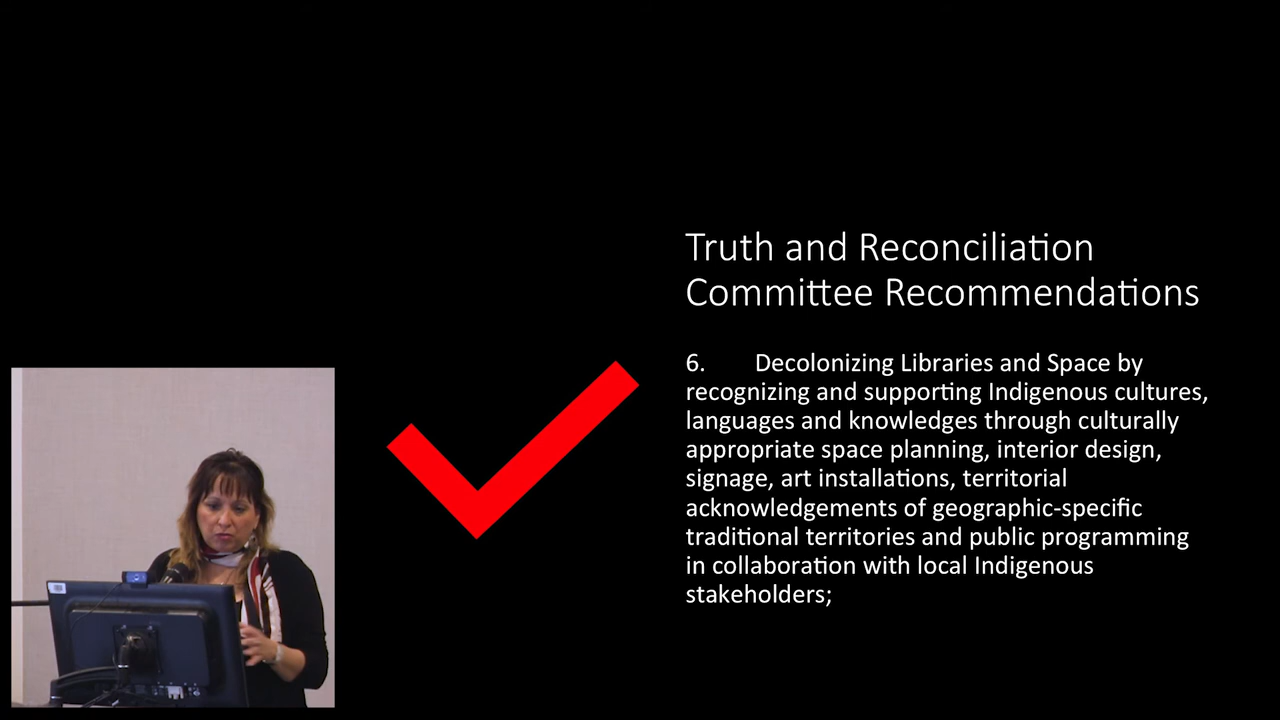 Truth and Reconciliation
Committee Recommendations
6. Decolonizing Libraries and Space by
recognizing and supporting Indigenous cultures,
languages and knowledges through culturally
appropriate space planning, interior design,
signage, art installations, territorial
acknowledgements of geographic-specific
traditional territories and public programming
in collaboration with local Indigenous
stakeholders;